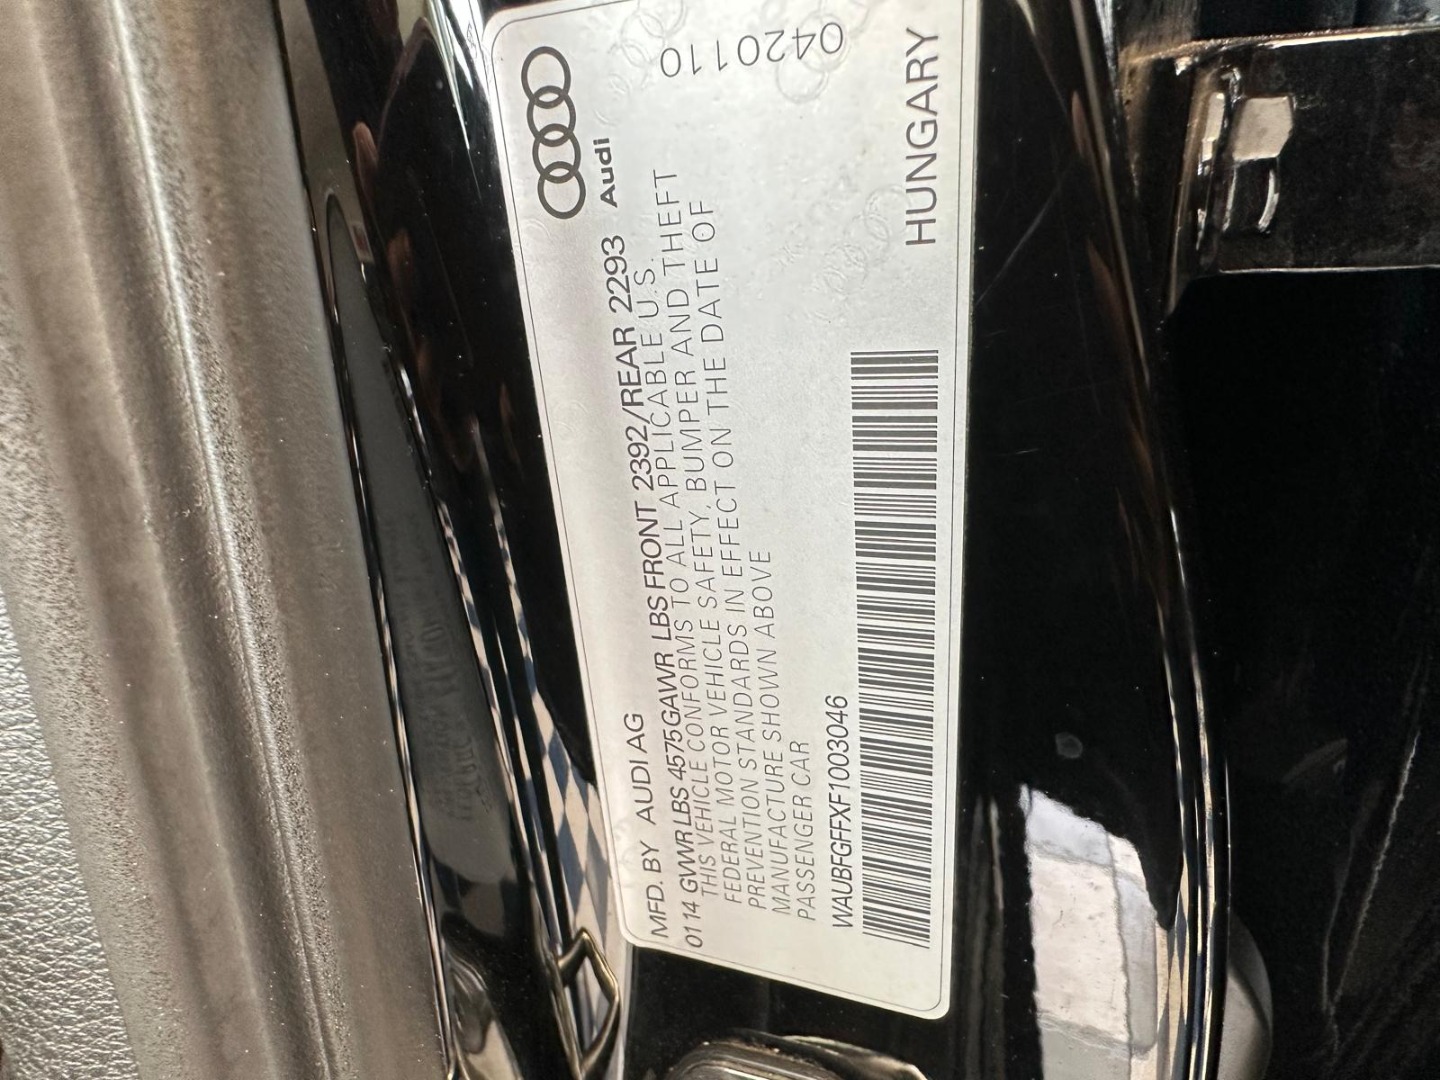 Audi
MFD. BY AUDI AG
01 14 GVWR LBS 4575 GAWR LBS FRONT 2392/REAR 2293
THIS VEHICLE CONFORMS TO ALL APPLICABLE U.S.
FEDERAL MOTOR VEHICLE SAFETY, BUMPER AND THEFT
PREVENTION STANDARDS IN EFFECT ON THE DATE OF
MANUFACTURE SHOWN ABOVE
PASSENGER CAR
WAUBFGFFXF1003046
HUNGARY
0420110